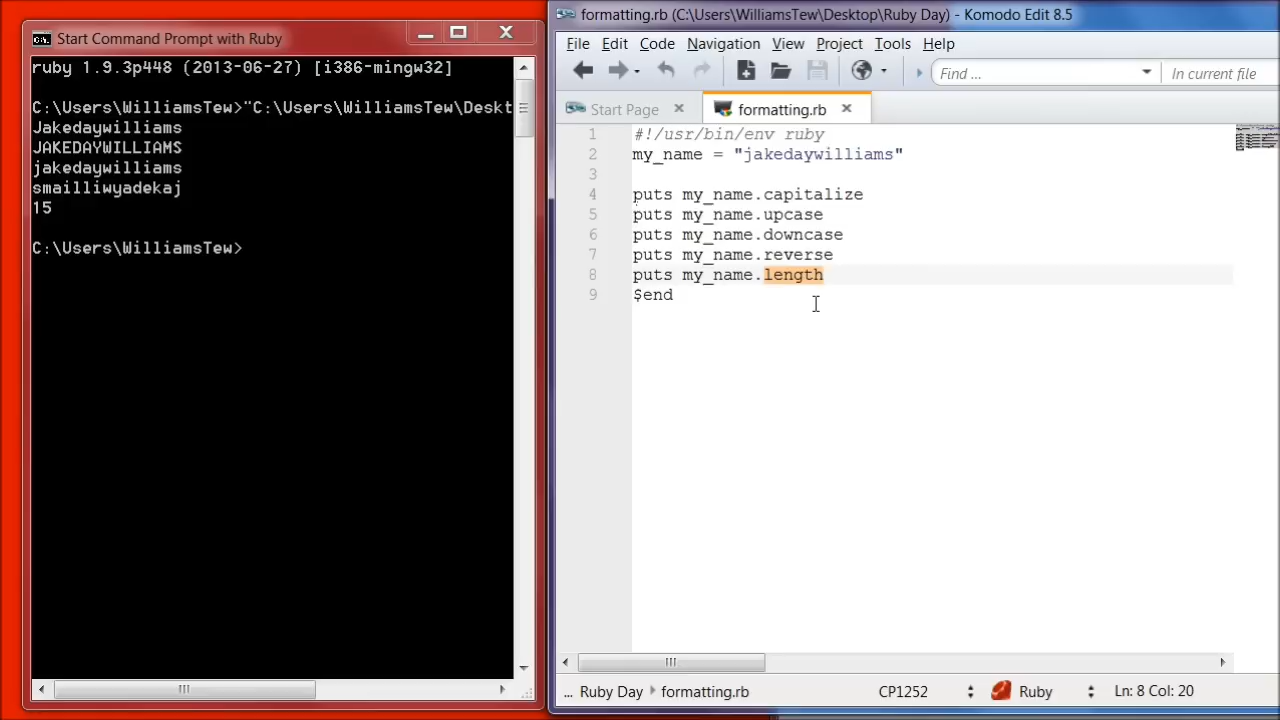 Start Command Prompt with Ruby
ruby 1.9.3p448 (2013-06-27) [i386-mingw32]
C:\Users\WilliamsTew>"C:\Users\WilliamsTew\Deskt
Jakedaywilliams
JAKEDAYWILLIAMS
jakedaywilliams
smailliwyadekaj
15
C:\Users\WilliamsTew>
formatting.rb (C:\Users\WilliamsTew\Desktop\Ruby Day) - Komodo Edit 8.5
File Edit Code Navigation View Project Tools Help
Find ... In current file
Start Page formatting.rb
1 #!/usr/bin/env ruby
2 my_name = "jakedaywilliams"
3
4 puts my_name.capitalize
5 puts my_name.upcase
6 puts my_name.downcase
7 puts my_name.reverse
8 puts my_name.length
9 $end
... Ruby Day formatting.rb CP1252 Ruby Ln: 8 Col: 20